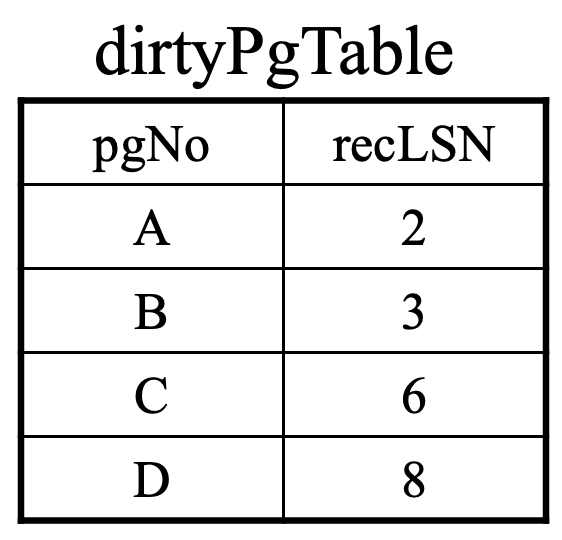 dirtyPgTable
pgNo recLSN
A 2
B 3
C 6
D 8